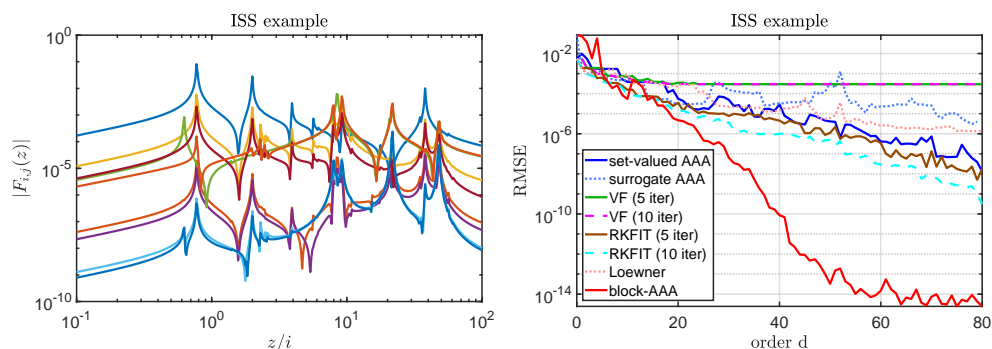 ISS example
10^0
10^-5
10^-10
|F_{i,j}(z)|
10^-1
10^0
10^1
10^2
z/i
ISS example
10^-2
10^-6
10^-10
10^-14
RMSE
set-valued AAA
surrogate AAA
VF (5 iter)
VF (10 iter)
RKFIT (5 iter)
RKFIT (10 iter)
Loewner
block-AAA
0
20
40
60
80
order d